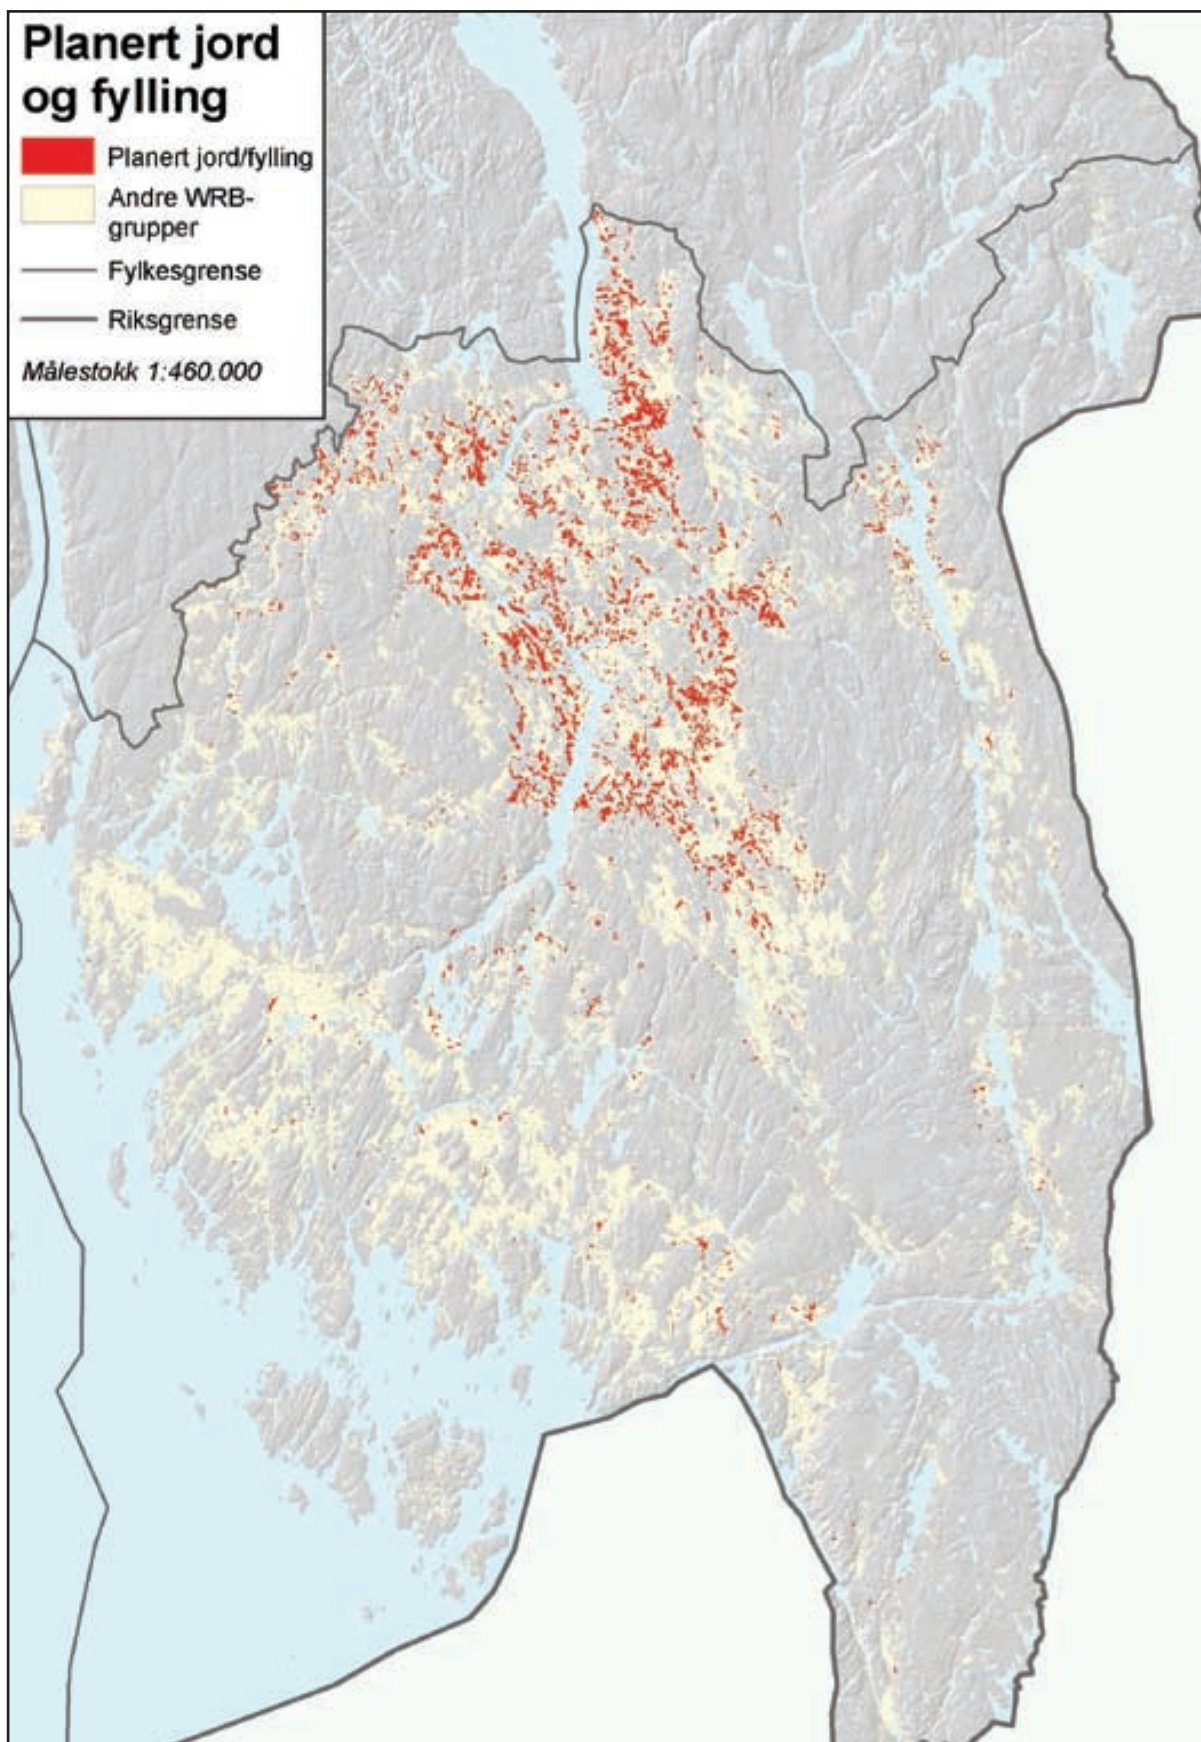 Planert jord
og fylling
Planert jord/fylling
Andre WRB-
grupper
Fylkesgrense
Riksgrense
Målestokk 1:460.000